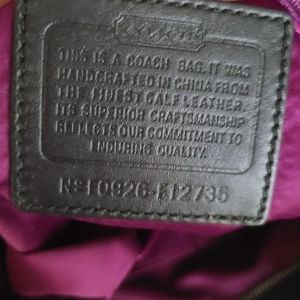 COACH
THIS IS A COACH BAG. IT WAS
HANDCRAFTED IN CHINA FROM
THE FINEST CALF LEATHER.
ITS SUPERIOR CRAFTSMANSHIP
REFLECTS OUR COMMITMENT TO
ENDURING QUALITY.
Nº F0926-F12735